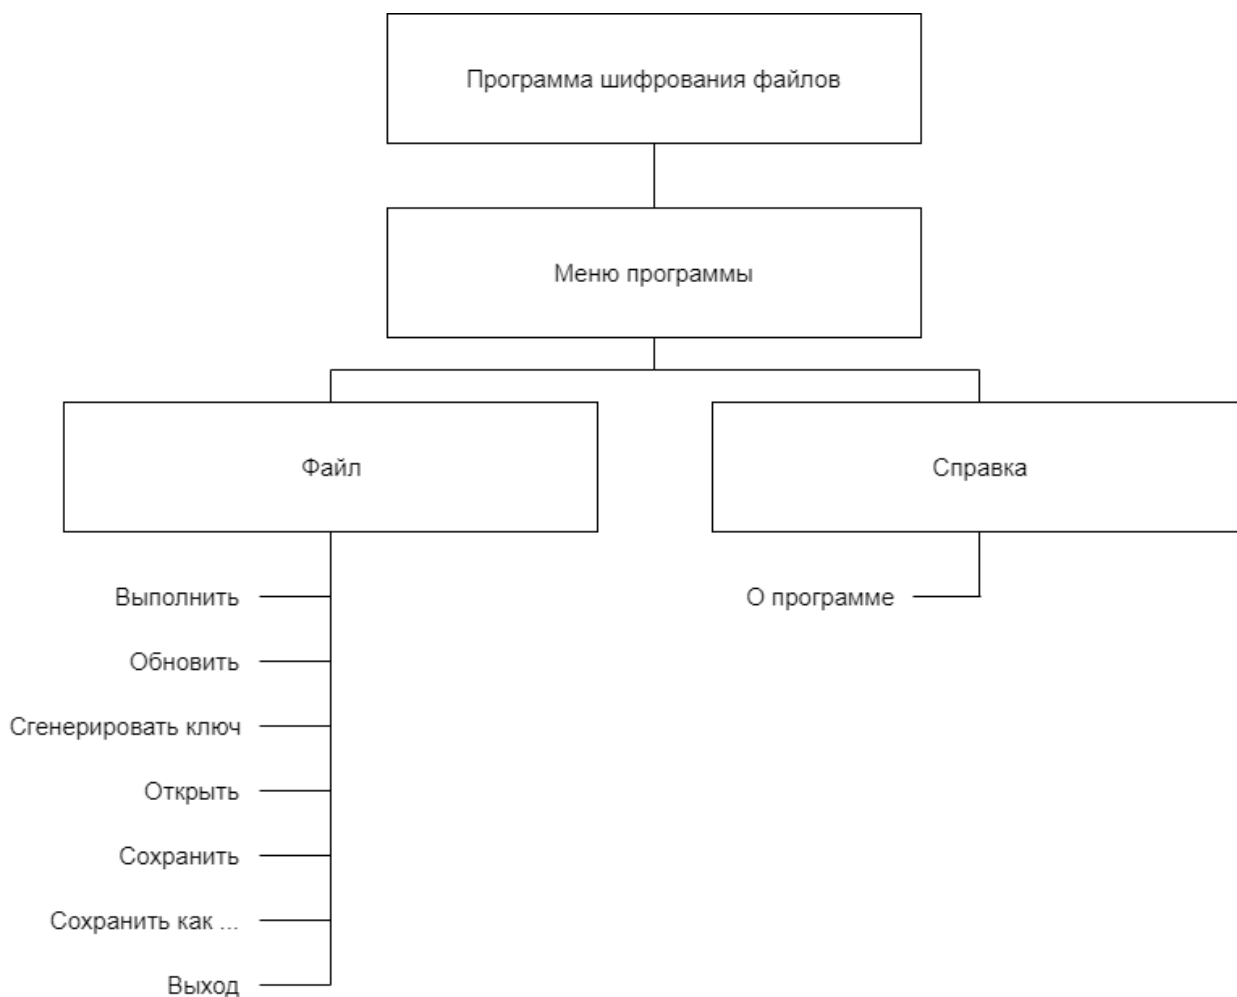 Программа шифрования файлов
Меню программы
Файл
Справка
Выполнить
О программе
Обновить
Сгенерировать ключ
Открыть
Сохранить
Сохранить как ...
Выход